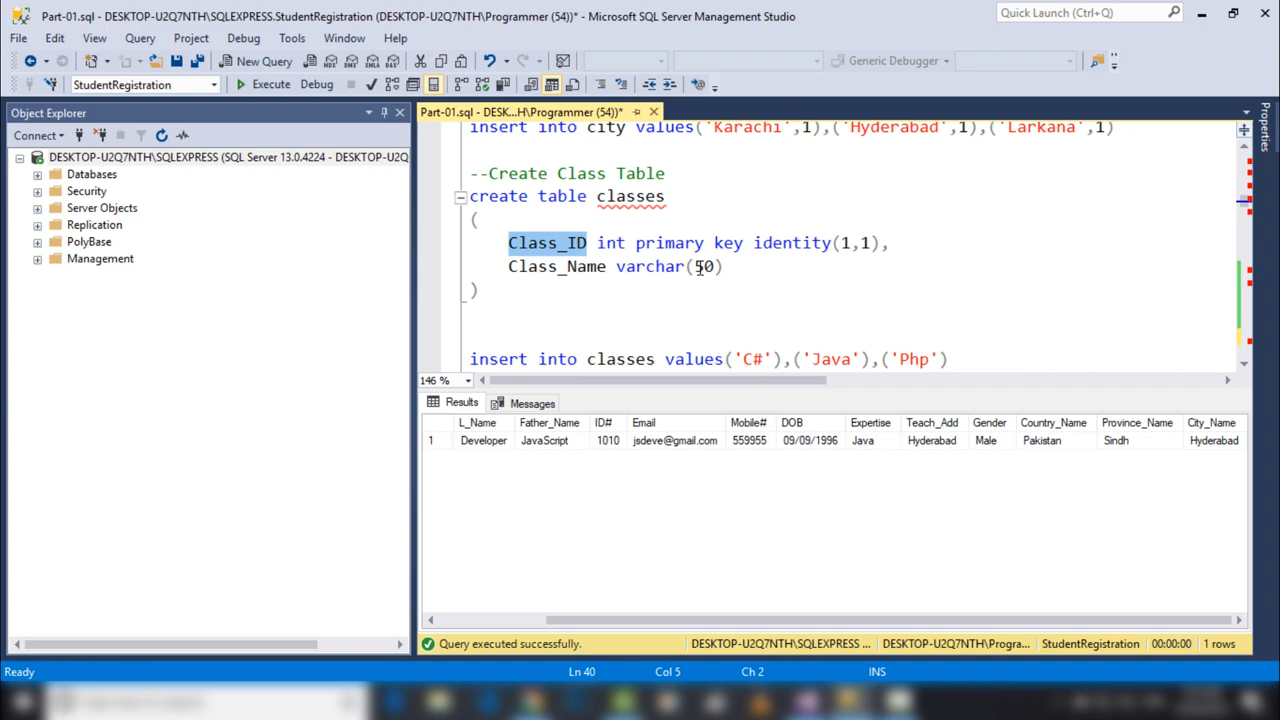 Part-01.sql - DESKTOP-U2Q7NTH\SQLEXPRESS.StudentRegistration (DESKTOP-U2Q7NTH\Programmer (54))* - Microsoft SQL Server Management Studio
Quick Launch (Ctrl+Q)
File Edit View Query Project Debug Tools Window Help
New Query
Generic Debugger
StudentRegistration
Execute Debug
Object Explorer
Part-01.sql - DESK...H\Programmer (54))*
Properties
Connect
DESKTOP-U2Q7NTH\SQLEXPRESS (SQL Server 13.0.4224 - DESKTOP-U2Q
Databases
Security
Server Objects
Replication
PolyBase
Management
insert into city values('Karachi',1),('Hyderabad',1),('Larkana',1)
--Create Class Table
create table classes
(
Class_ID int primary key identity(1,1),
Class_Name varchar(50)
)
insert into classes values('C#'),('Java'),('Php')
146 %
Results Messages
L_Name Father_Name ID# Email Mobile# DOB Expertise Teach_Add Gender Country_Name Province_Name City_Name
1 Developer JavaScript 1010 jsdeve@gmail.com 559955 09/09/1996 Java Hyderabad Male Pakistan Sindh Hyderabad
Query executed successfully. DESKTOP-U2Q7NTH\SQLEXPRESS ... DESKTOP-U2Q7NTH\Progra... StudentRegistration 00:00:00 1 rows
Ready Ln 40 Col 5 Ch 2 INS